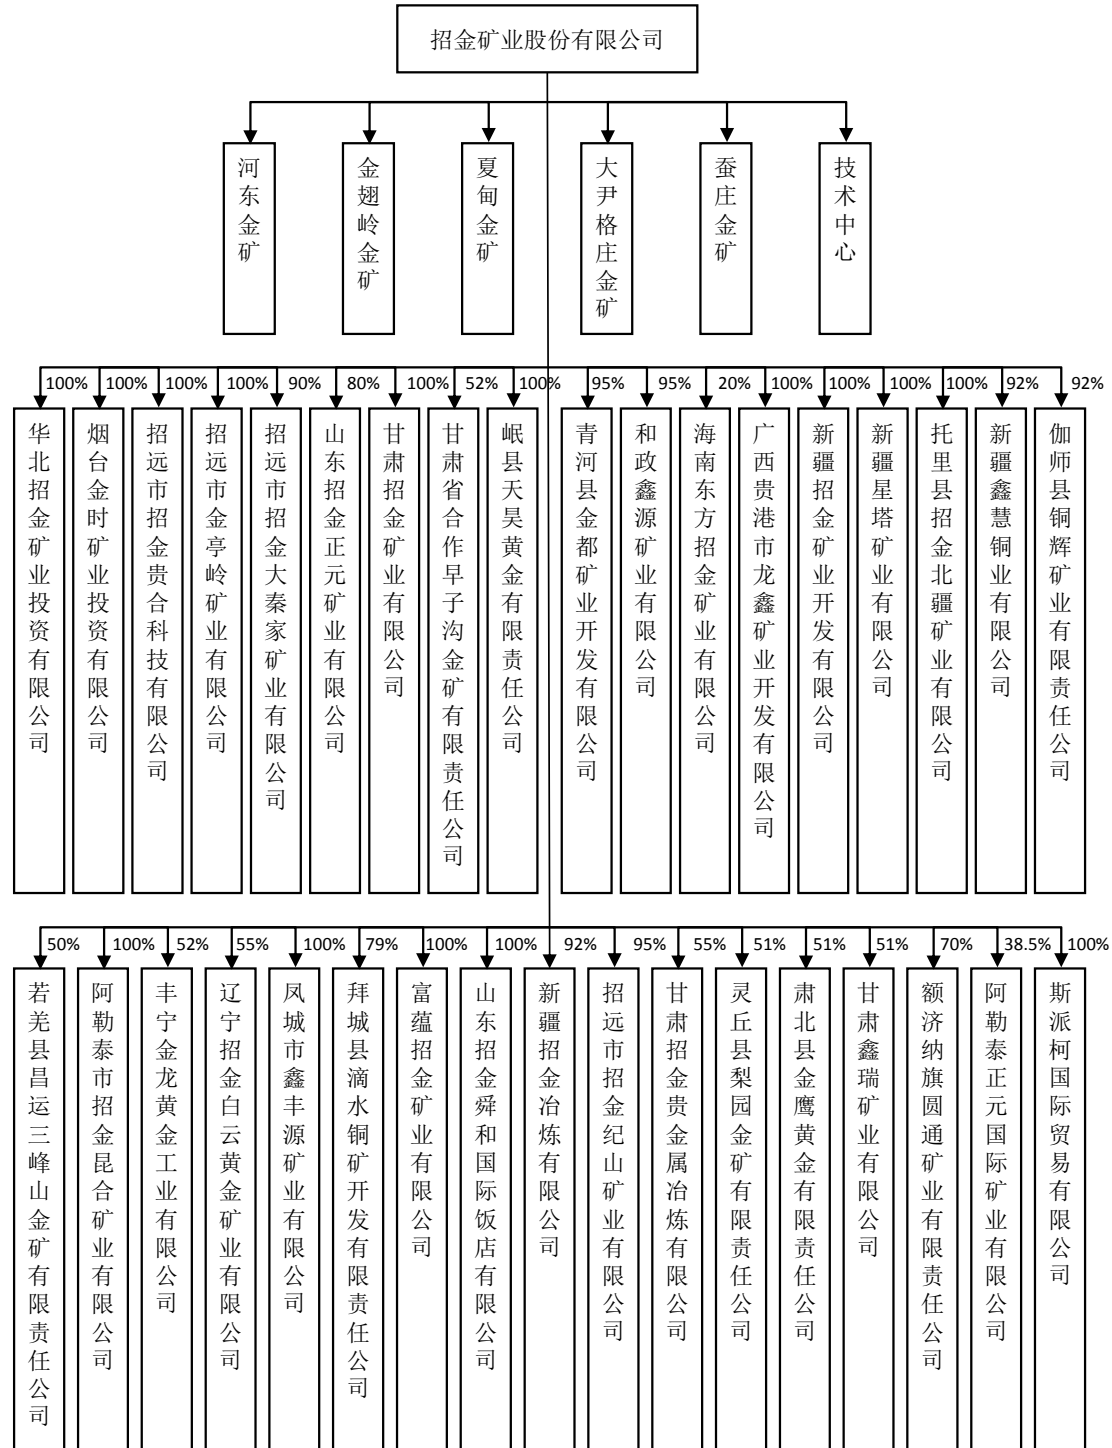 招金矿业股份有限公司
河东金矿
金翅岭金矿
夏甸金矿
大尹格庄金矿
蚕庄金矿
技术中心
100%
100%
100%
100%
90%
80%
100%
52%
100%
95%
95%
20%
100%
100%
100%
100%
92%
92%
华北招金矿业投资有限公司
烟台金时矿业投资有限公司
招远市招金贵合科技有限公司
招远市金亭岭矿业有限公司
招远市招金大秦家矿业有限公司
山东招金正元矿业有限公司
甘肃招金矿业有限公司
甘肃省合作早子沟金矿有限责任公司
岷县天昊黄金有限责任公司
青河县金都矿业开发有限公司
和政鑫源矿业有限公司
海南东方招金矿业有限公司
广西贵港市龙鑫矿业开发有限公司
新疆招金矿业开发有限公司
新疆星塔矿业有限公司
托里县招金北疆矿业有限公司
新疆鑫慧铜业有限公司
伽师县铜辉矿业有限责任公司
50%
100%
52%
55%
100%
79%
100%
100%
92%
95%
55%
51%
51%
51%
70%
38.5%
100%
若羌县昌运三峰山金矿有限责任公司
阿勒泰市招金昆合矿业有限公司
丰宁金龙黄金工业有限公司
辽宁招金白云黄金矿业有限公司
凤城市鑫丰源矿业有限公司
拜城县滴水铜矿开发有限责任公司
富蕴招金矿业有限公司
山东招金舜和国际饭店有限公司
新疆招金冶炼有限公司
招远市招金纪山矿业有限公司
甘肃招金贵金属冶炼有限公司
灵丘县梨园金矿有限责任公司
肃北县金鹰黄金有限责任公司
甘肃鑫瑞矿业有限公司
额济纳旗圆通矿业有限责任公司
阿勒泰正元国际矿业有限公司
斯派柯国际贸易有限公司